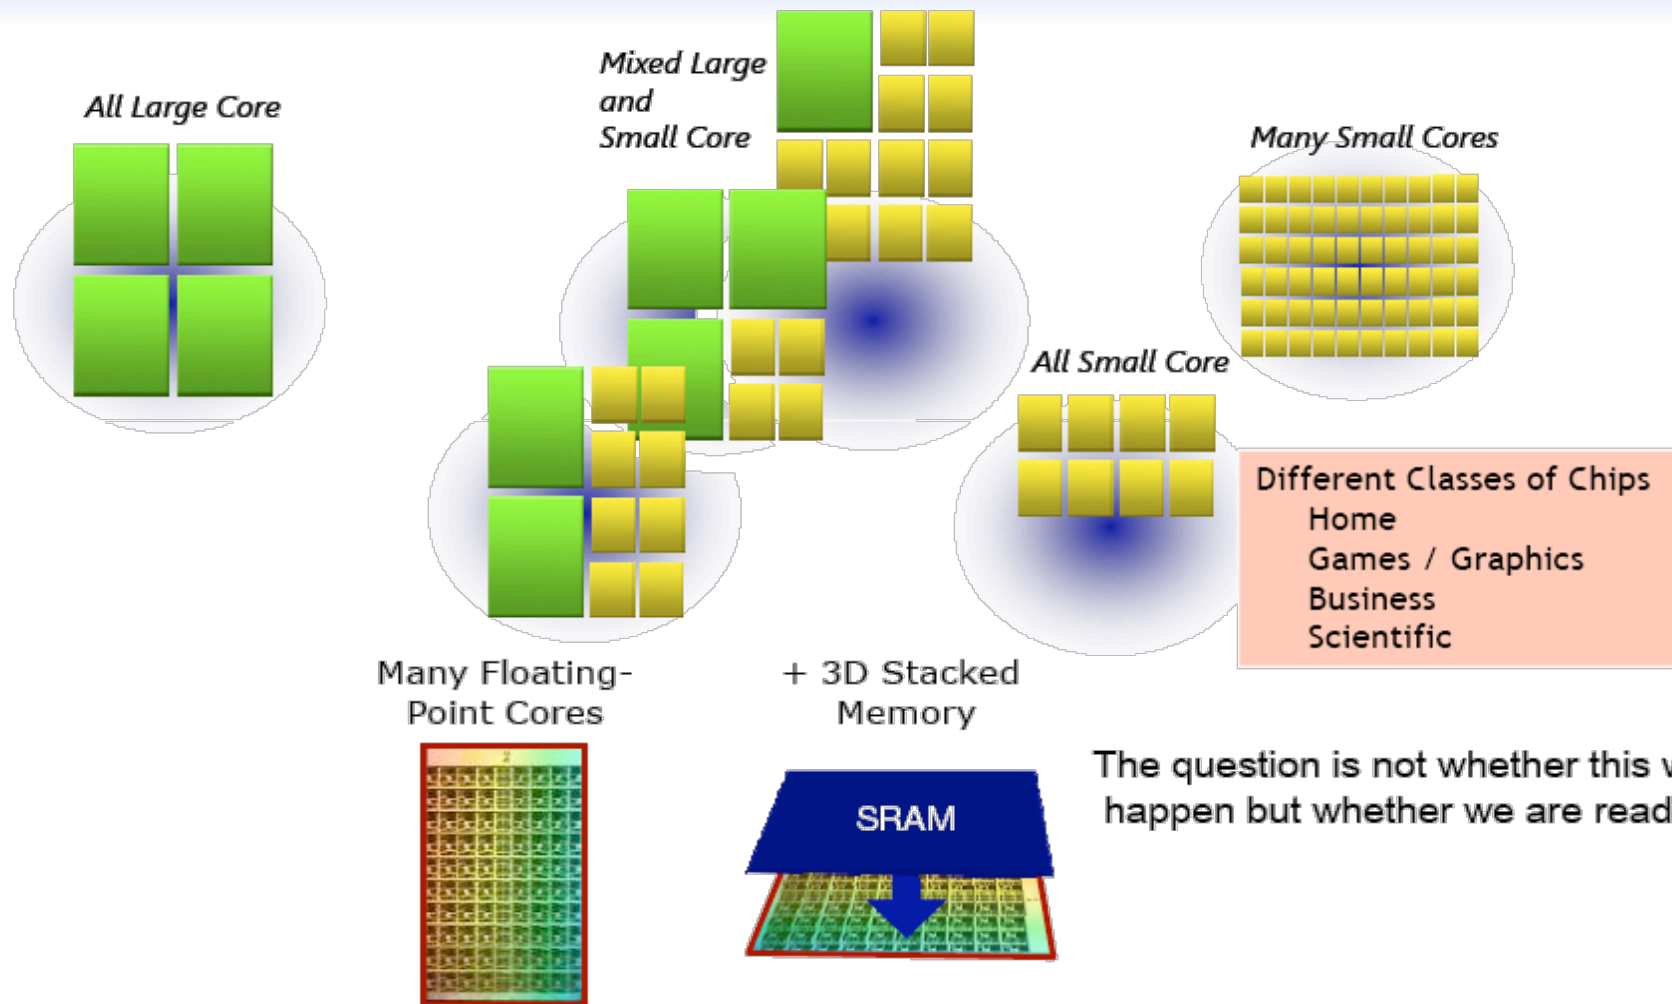 All Large Core
Mixed Large
and
Small Core
Many Small Cores
All Small Core
Different Classes of Chips
Home
Games / Graphics
Business
Scientific
Many Floating-
Point Cores
+ 3D Stacked
Memory
SRAM
The question is not whether this
happen but whether we are